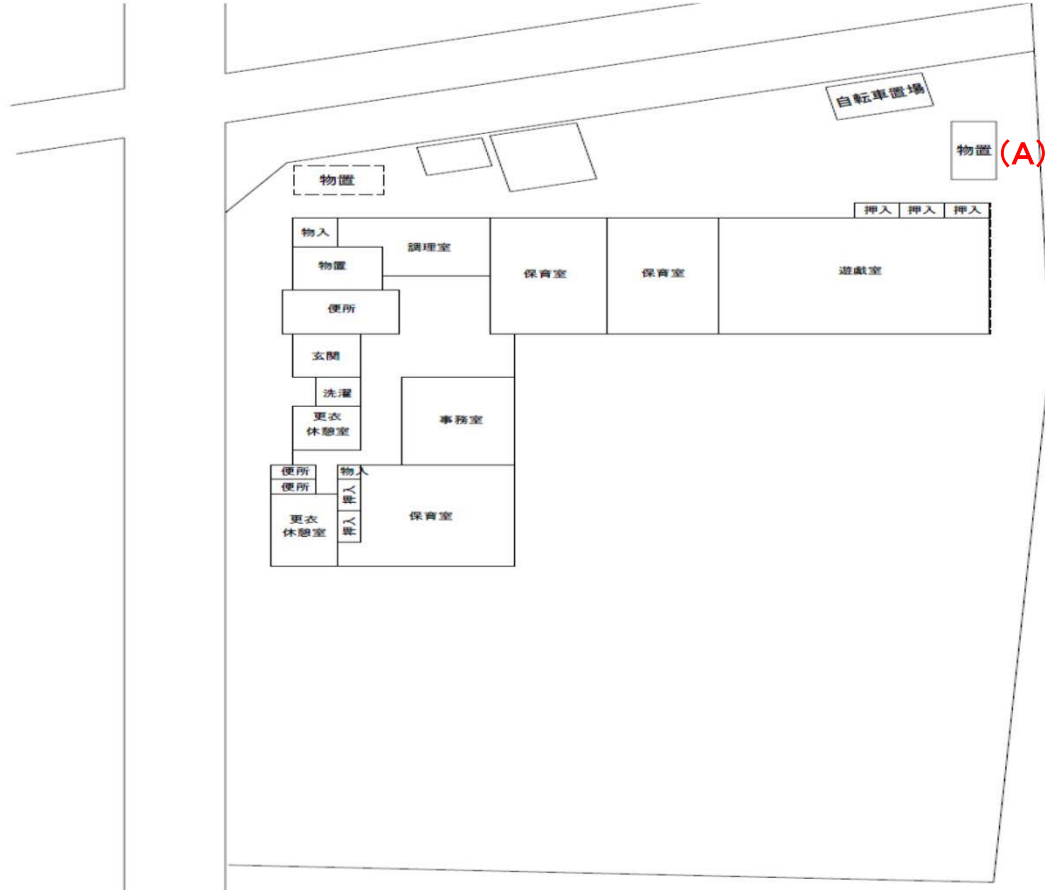 自転車置場
物置
(A)
物置
押入
押入
押入
物入
調理室
物置
保育室
保育室
遊戯室
便所
玄関
洗濯
更衣
休憩室
事務室
便所
便所
物入
押入
押入
保育室
更衣
休憩室